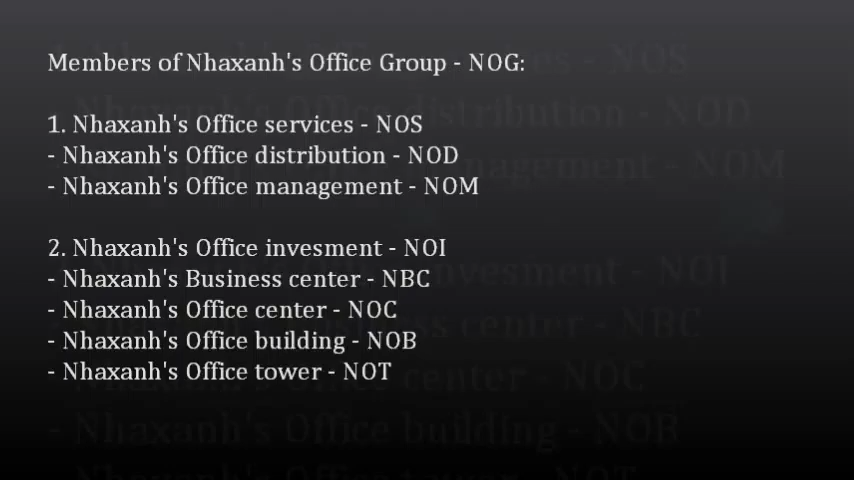 Members of Nhaxanh's Office Group - NOG:
1. Nhaxanh's Office services - NOS
- Nhaxanh's Office distribution - NOD
- Nhaxanh's Office management - NOM
2. Nhaxanh's Office invesment - NOI
- Nhaxanh's Business center - NBC
- Nhaxanh's Office center - NOC
- Nhaxanh's Office building - NOB
- Nhaxanh's Office tower - NOT